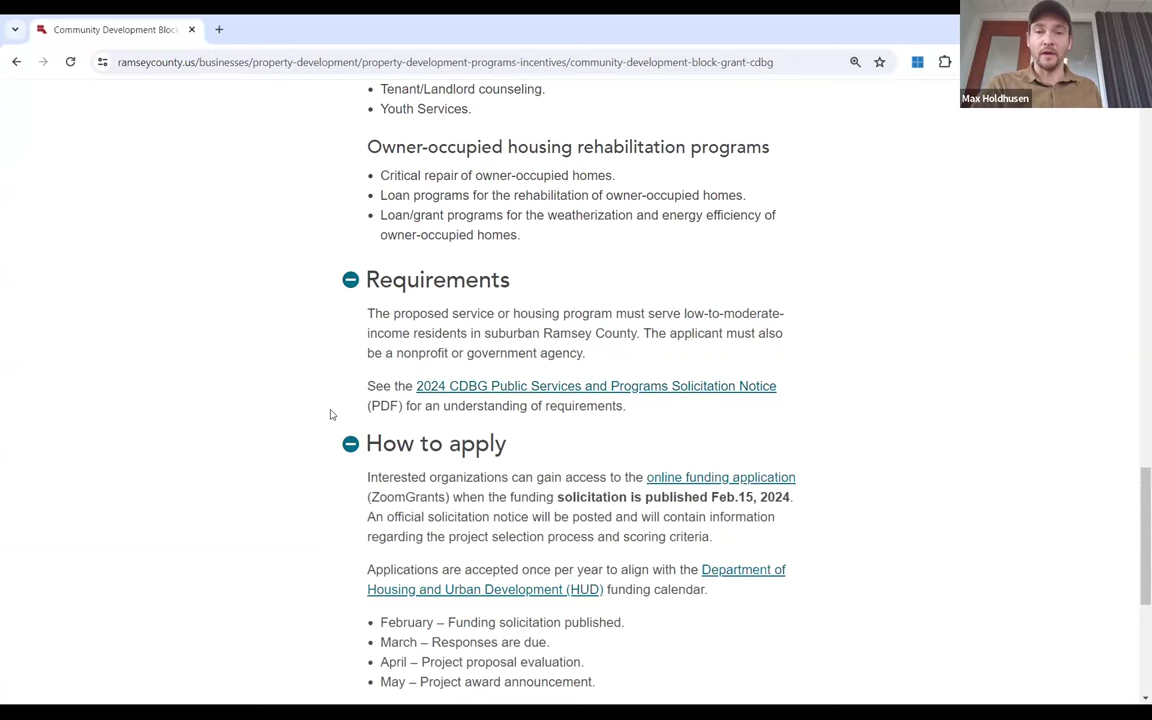 Community Development Bloc
ramseycounty.us/businesses/property-development/property-development-programs-incentives/community-development-block-grant-cdbg
Max Holdhusen
• Tenant/Landlord counseling.
• Youth Services.
Owner-occupied housing rehabilitation programs
• Critical repair of owner-occupied homes.
• Loan programs for the rehabilitation of owner-occupied homes.
• Loan/grant programs for the weatherization and energy efficiency of
owner-occupied homes.
Requirements
The proposed service or housing program must serve low-to-moderate-
income residents in suburban Ramsey County. The applicant must also
be a nonprofit or government agency.
See the 2024 CDBG Public Services and Programs Solicitation Notice
(PDF) for an understanding of requirements.
How to apply
Interested organizations can gain access to the online funding application
(ZoomGrants) when the funding solicitation is published Feb.15, 2024.
An official solicitation notice will be posted and will contain information
regarding the project selection process and scoring criteria.
Applications are accepted once per year to align with the Department of
Housing and Urban Development (HUD) funding calendar.
• February – Funding solicitation published.
• March – Responses are due.
• April – Project proposal evaluation.
• May – Project award announcement.